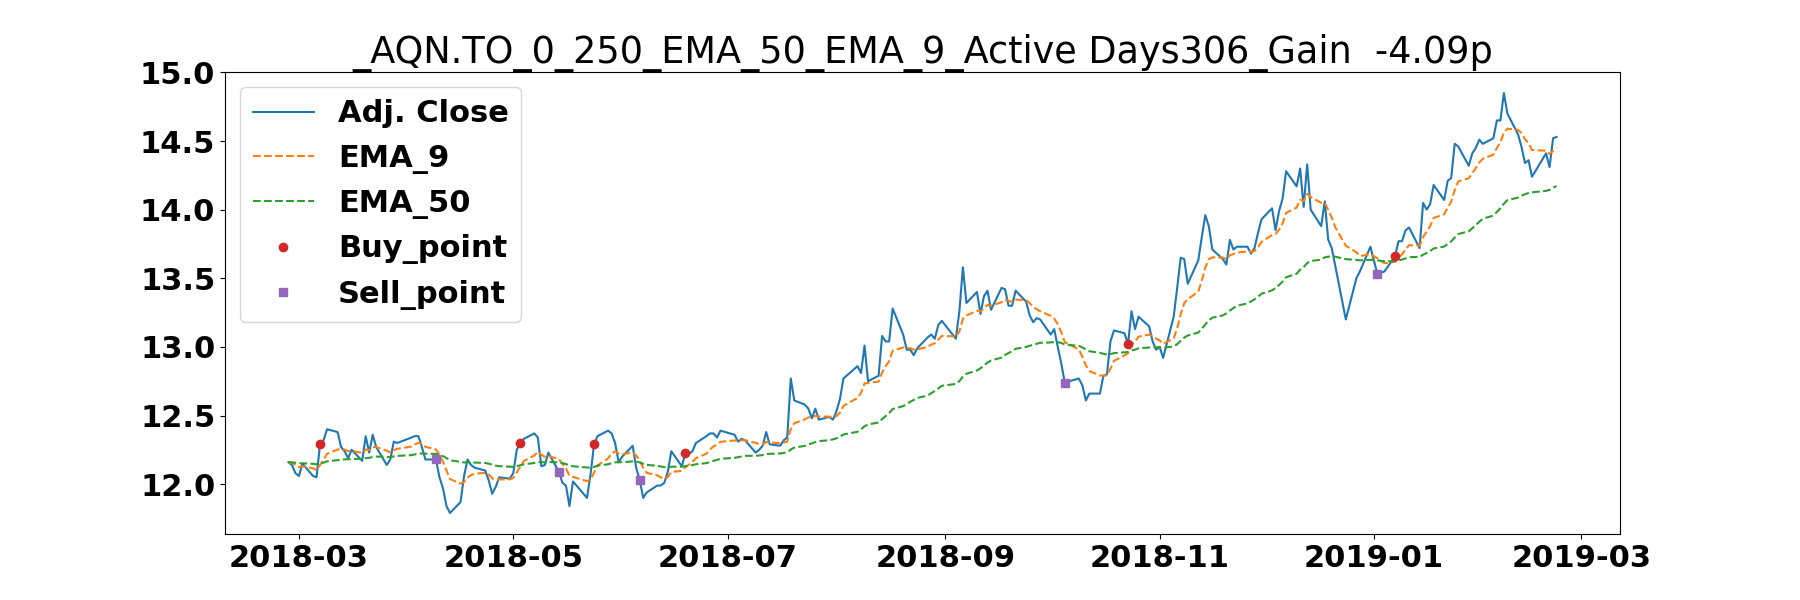 _AQN.TO_0_250_EMA_50_EMA_9_Active Days306_Gain  -4.09p
15.0
14.5
14.0
13.5
13.0
12.5
12.0
Adj. Close
EMA_9
EMA_50
Buy_point
Sell_point
2018-03 2018-05 2018-07 2018-09 2018-11 2019-01 2019-03